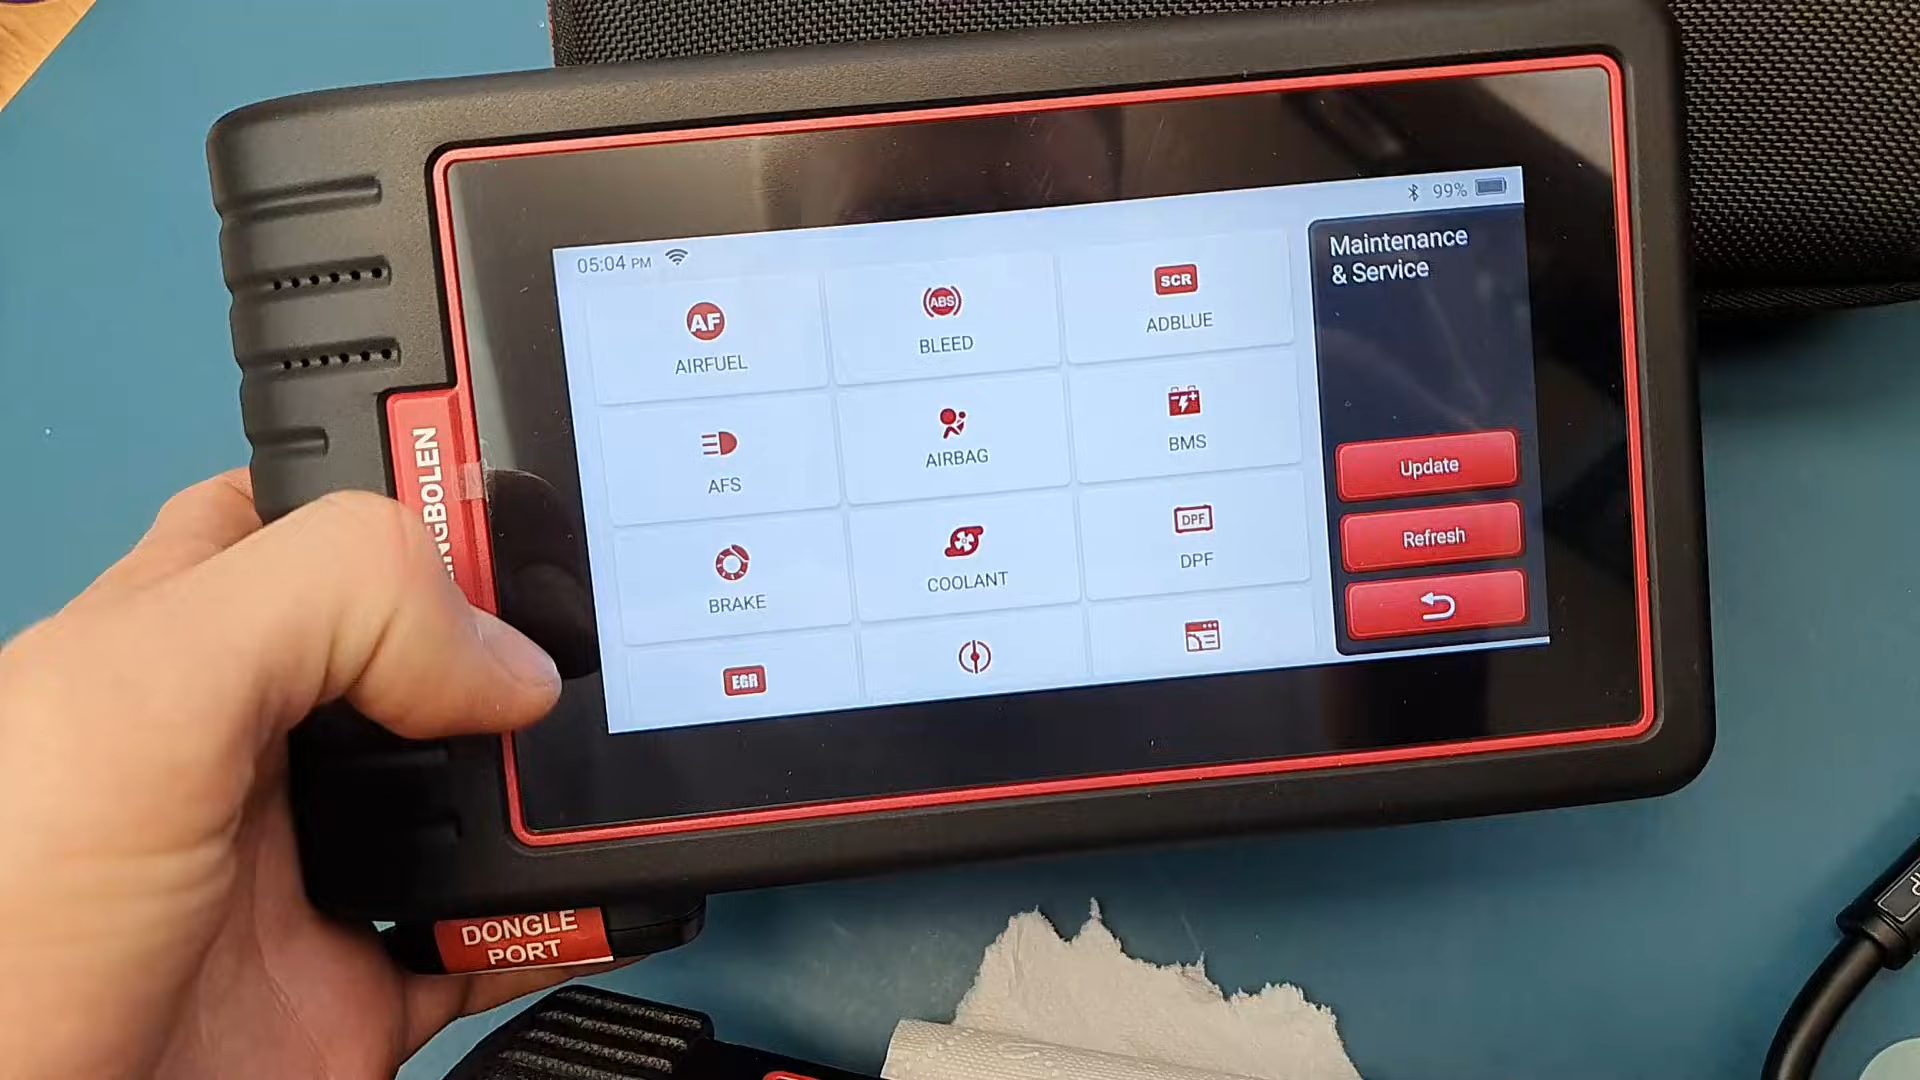 05:04 PM
99%
AF
AIRFUEL
ABS
BLEED
SCR
ADBLUE
Maintenance
& Service
AFS
AIRBAG
BMS
Update
BRAKE
COOLANT
DPF
DPF
Refresh
EGR
NGBOLEN
DONGLE
PORT